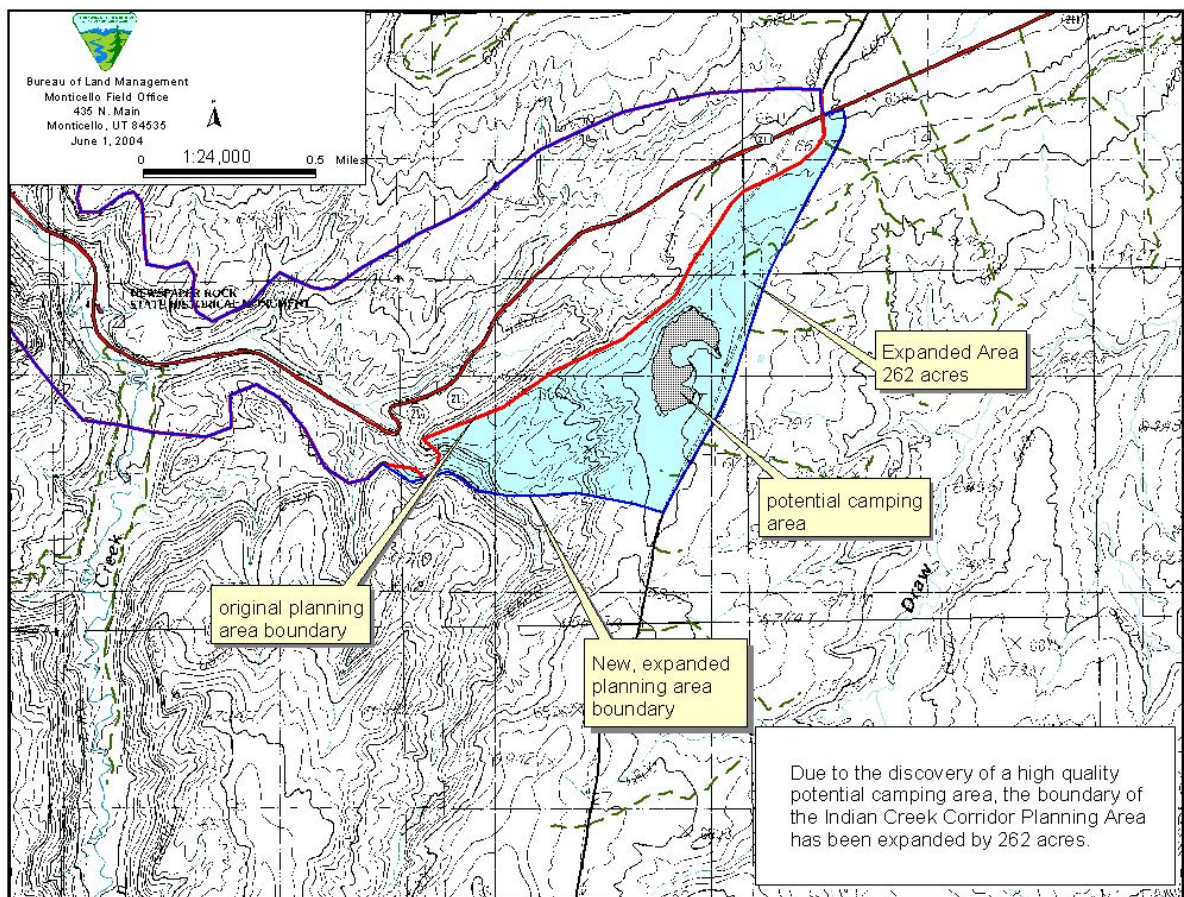 Bureau of Land Management
Monticello Field Office
435 N. Main
Monticello, UT 84535
June 1, 2004
0 1:24,000 0.5 Miles
211
NEWSPAPER ROCK
STATE HISTORICAL MONUMENT
Expanded Area
262 acres
potential camping
area
Creek
Draw
original planning
area boundary
New, expanded
planning area
boundary
Due to the discovery of a high quality
potential camping area, the boundary of
the Indian Creek Corridor Planning Area
has been expanded by 262 acres.